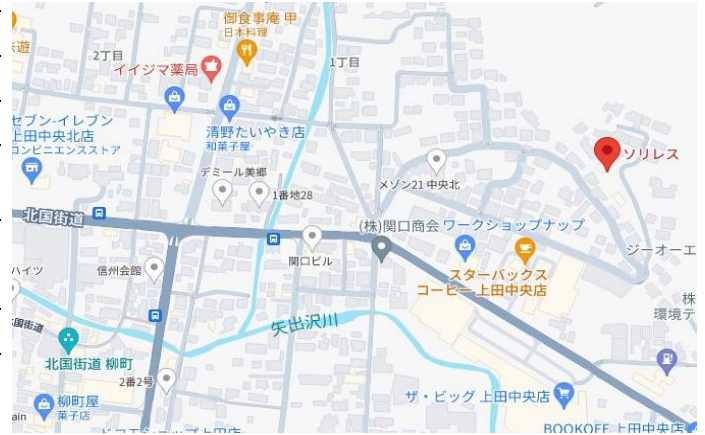 御食事庵 甲
日本料理
2丁目
1丁目
イイジマ薬局
セブン-イレブン
上田中央北店
コンビニエンスストア
清野たいやき店
和菓子屋
デミール美郷
1番地28
メゾン21 中央北
ソリレス
北国街道
(株)関口商会
ワークショップナップ
関口ビル
信州会館
スターバックス
コーヒー 上田中央店
ジーオーエ
ハイツ
株
環境テ
矢出沢川
北国街道 柳町
2番2号
柳町屋
菓子店
ain
ザ・ビッグ 上田中央店
BOOKOFF 上田中央店